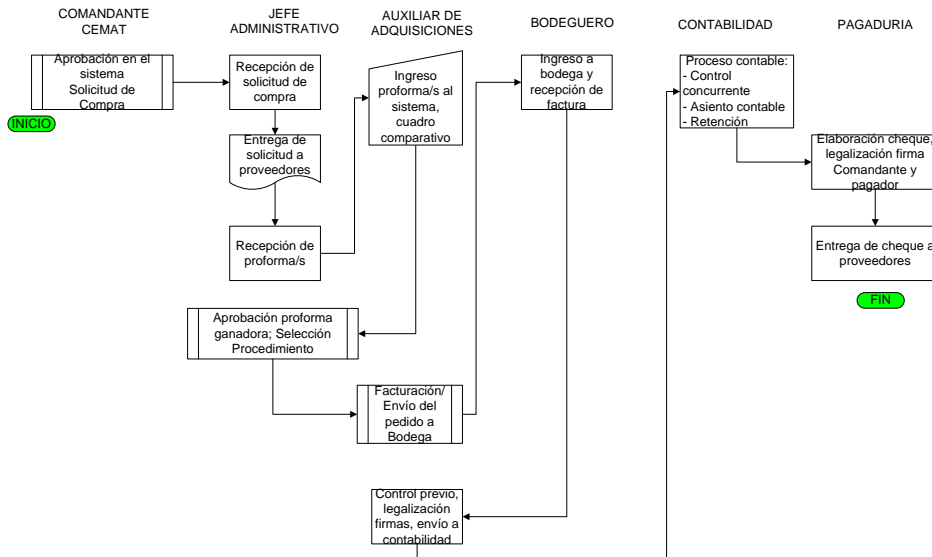 COMANDANTE
CEMAT
JEFE
ADMINISTRATIVO
AUXILIAR DE
ADQUISICIONES
BODEGUERO
CONTABILIDAD
PAGADURIA
Aprobación en el
sistema
Solicitud de
Compra
INICIO
Recepción de
solicitud de
compra
Entrega de
solicitud a
proveedores
Recepción de
proforma/s
Ingreso
proforma/s al
sistema,
cuadro
comparativo
Aprobación proforma
ganadora; Selección
Procedimiento
Facturación/
Envío del
pedido a
Bodega
Ingreso a
bodega y
recepción de
factura
Control previo,
legalización
firmas, envío a
contabilidad
Proceso contable:
- Control
concurrente
- Asiento contable
- Retención
Elaboración cheque,
legalización firma
Comandante y
pagador
Entrega de cheque a
proveedores
FIN